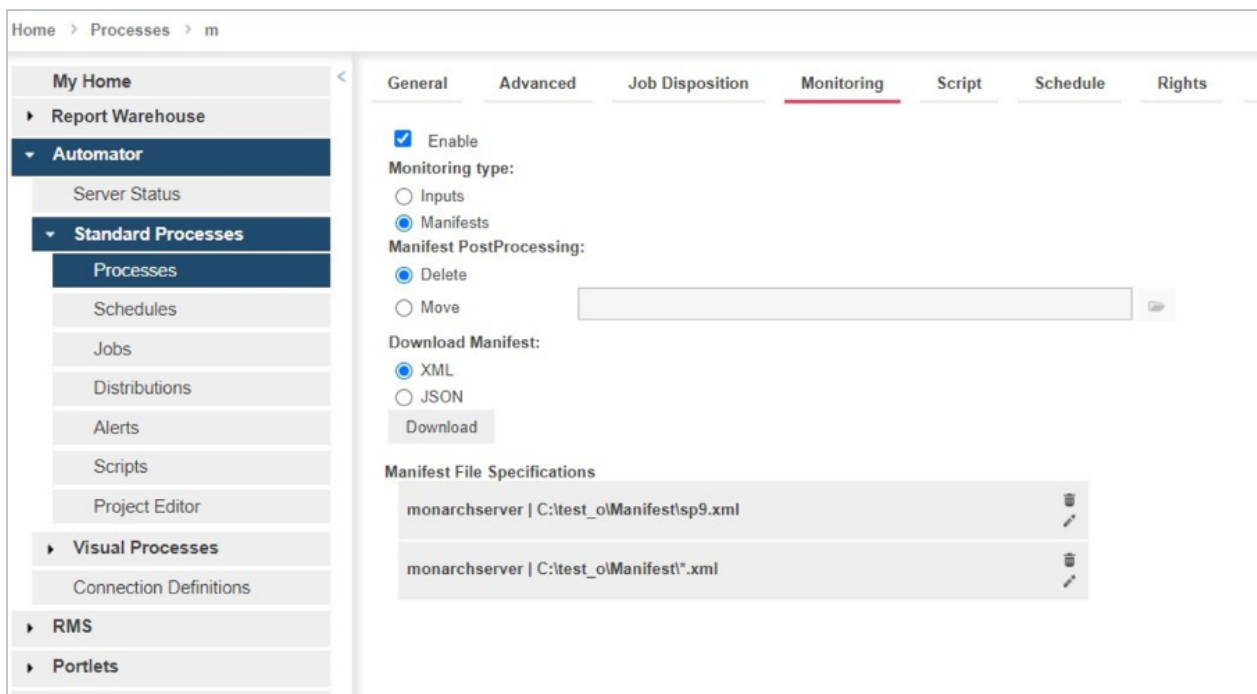 Home > Processes > m
My Home
Report Warehouse
Automator
Server Status
Standard Processes
Processes
Schedules
Jobs
Distributions
Alerts
Scripts
Project Editor
Visual Processes
Connection Definitions
RMS
Portlets
General Advanced Job Disposition Monitoring Script Schedule Rights
Enable
Monitoring type:
Inputs
Manifests
Manifest PostProcessing:
Delete
Move
Download Manifest:
XML
JSON
Download
Manifest File Specifications
monarchserver | C:\test_o\Manifest\sp9.xml
monarchserver | C:\test_o\Manifest\*.xml